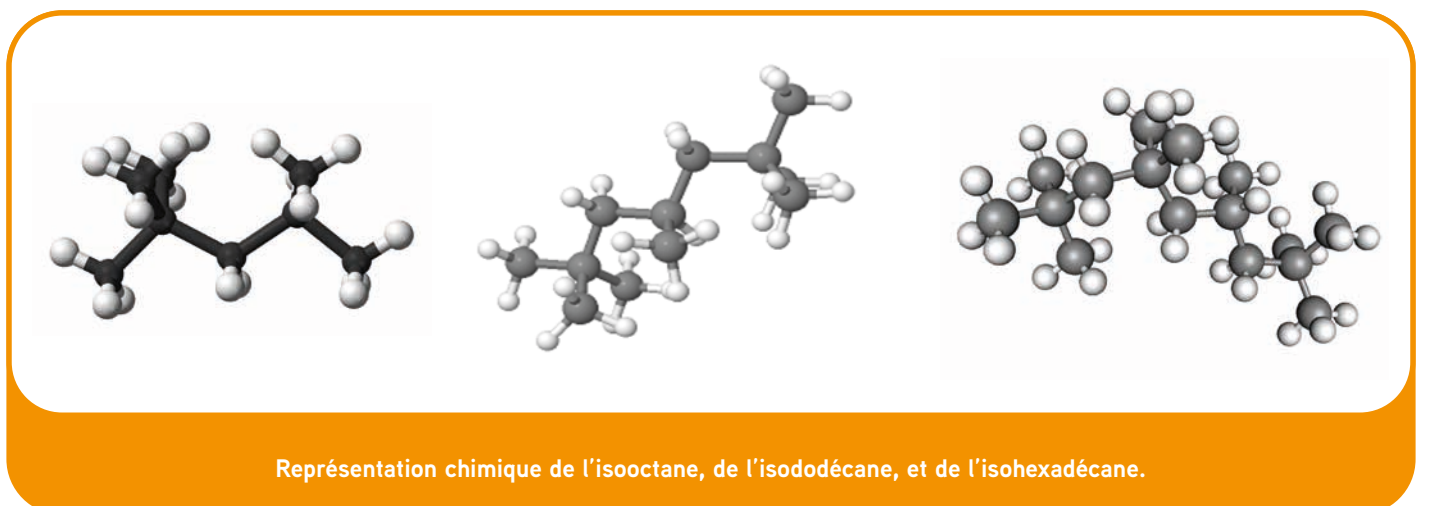 Représentation chimique de l’isooctane, de l’isododécane, et de l’isohexadécane.